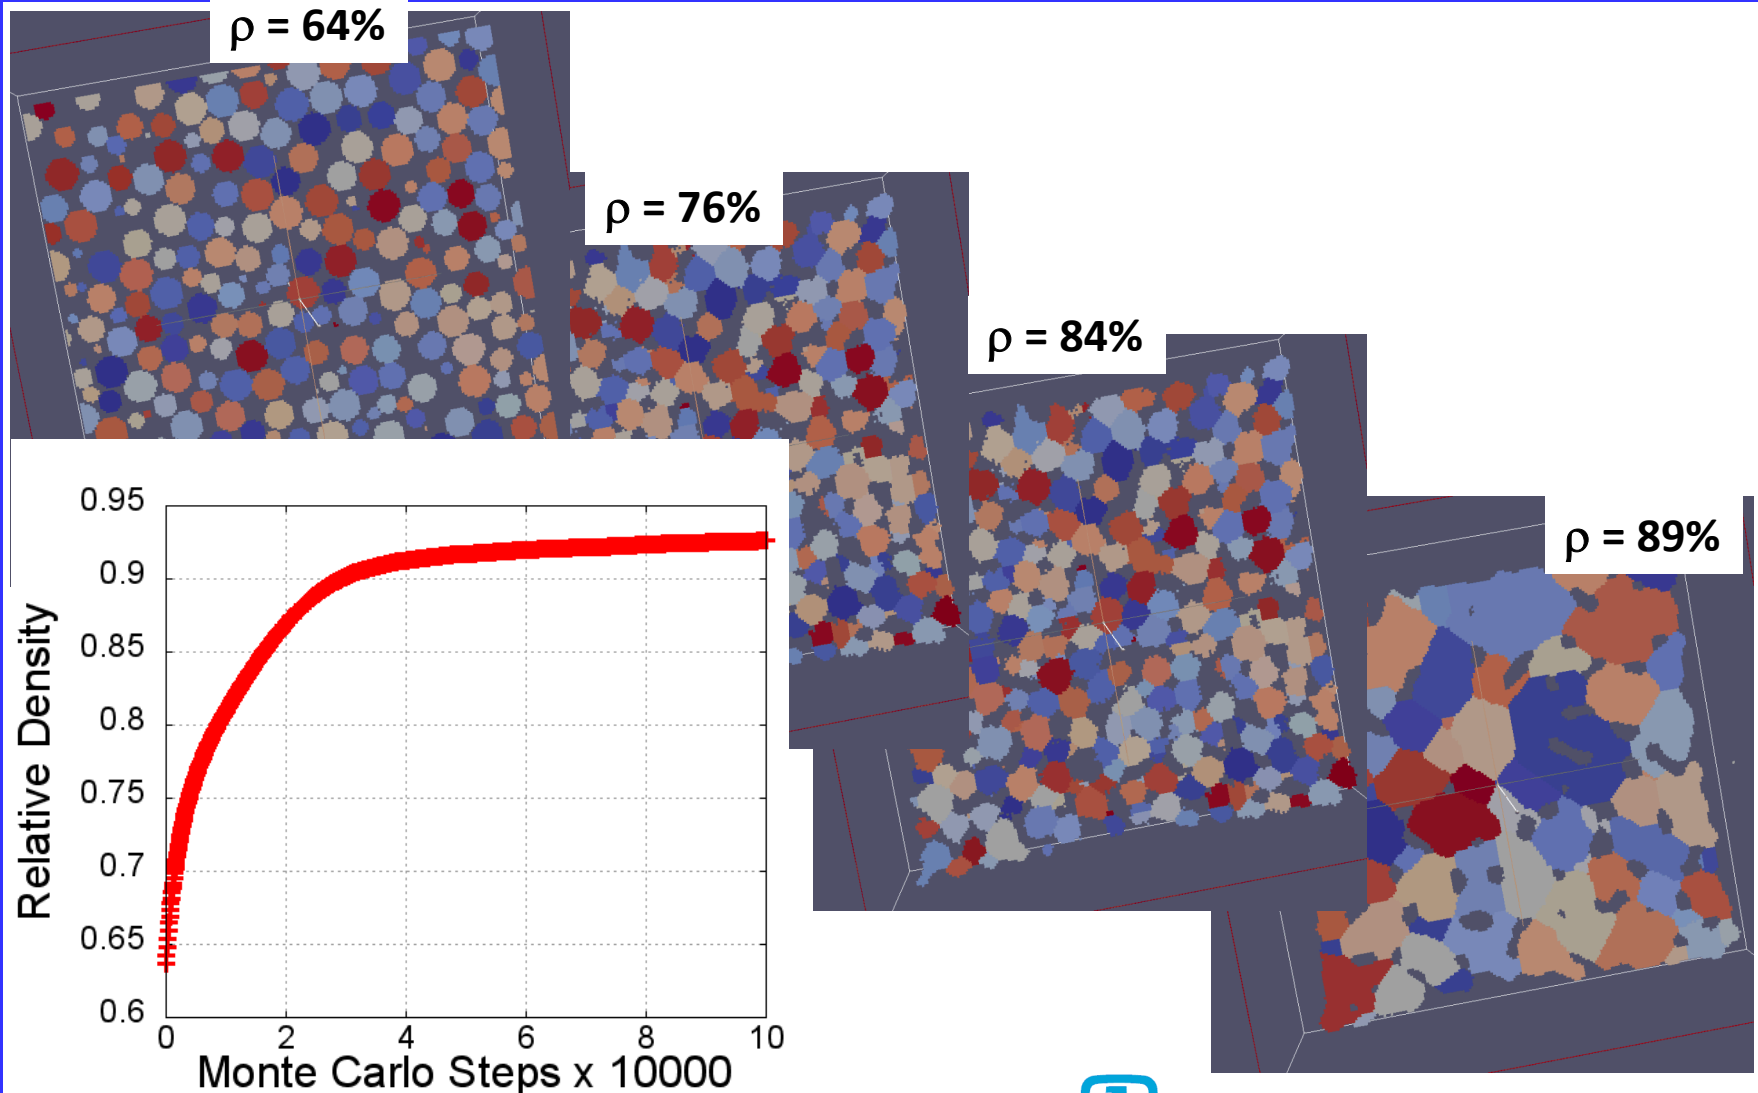 ρ = 64%
ρ = 76%
ρ = 84%
ρ = 89%
0.95
0.9
0.85
0.8
0.75
0.7
0.65
0.6
0 2 4 6 8 10
Relative Density
Monte Carlo Steps x 10000